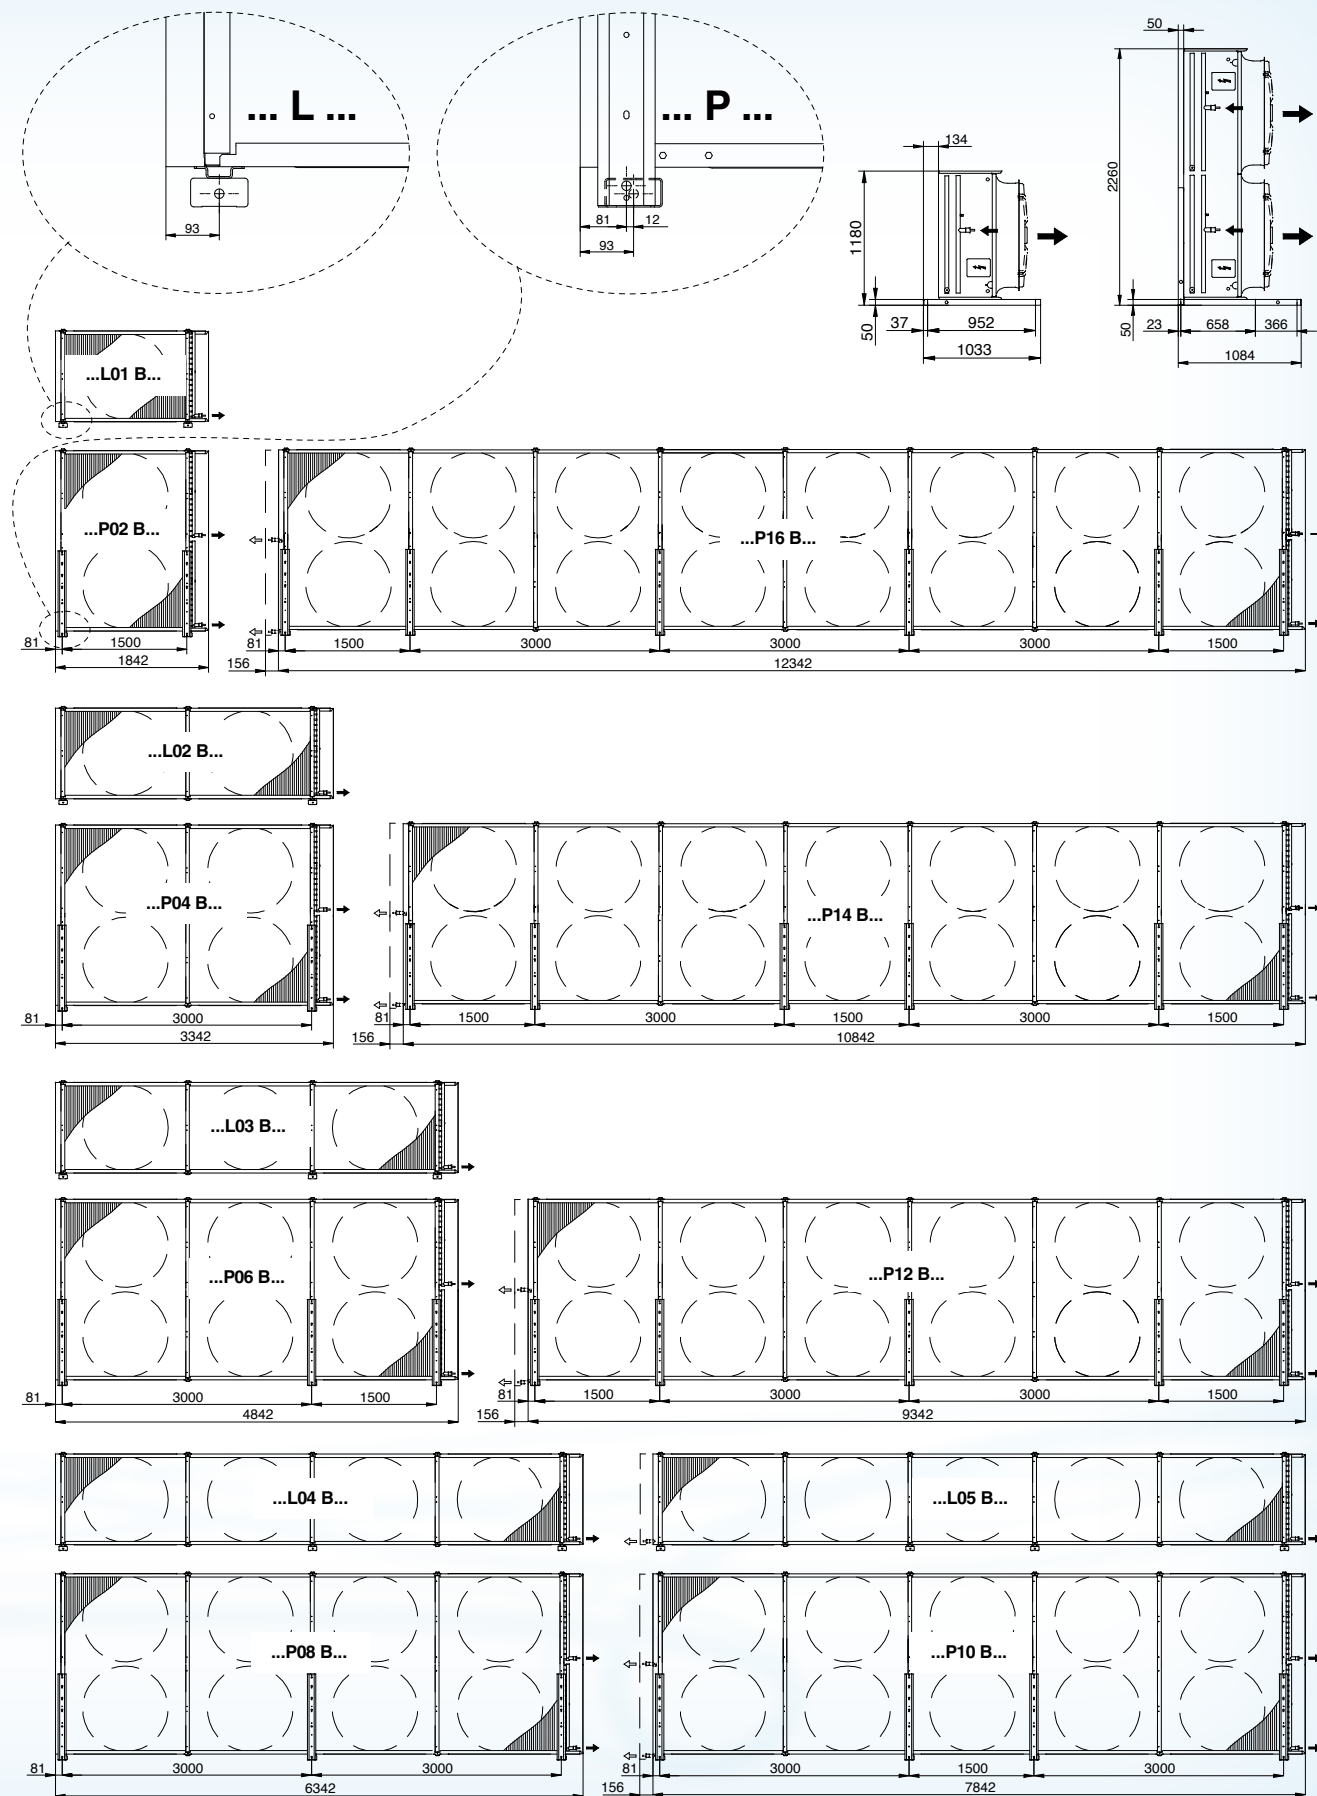 ... L ...
93
... P ...
81 12
93
134
1180
50
37 952
1033
50
2260
50
23 658 366
1084
...L01 B...
...P02 B...
81 1500
1842
...P16 B...
81 1500 3000 3000 3000 1500
156 12342
...L02 B...
...P04 B...
81 3000
3342
...P14 B...
81 1500 3000 1500 3000 1500
156 10842
...L03 B...
...P06 B...
81 3000 1500
4842
...P12 B...
81 1500 3000 3000 1500
156 9342
...L04 B...
...L05 B...
...P08 B...
81 3000 3000
6342
...P10 B...
81 3000 1500 3000
156 7842